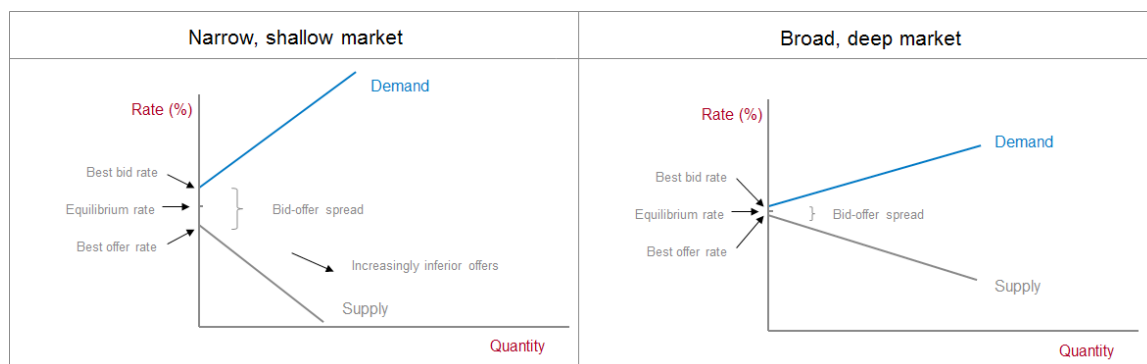 Narrow, shallow market
Broad, deep market
Rate (%)
Demand
Best bid rate
Equilibrium rate
Bid-offer spread
Best offer rate
Increasingly inferior offers
Supply
Quantity
Rate (%)
Demand
Best bid rate
Equilibrium rate
Bid-offer spread
Best offer rate
Supply
Quantity